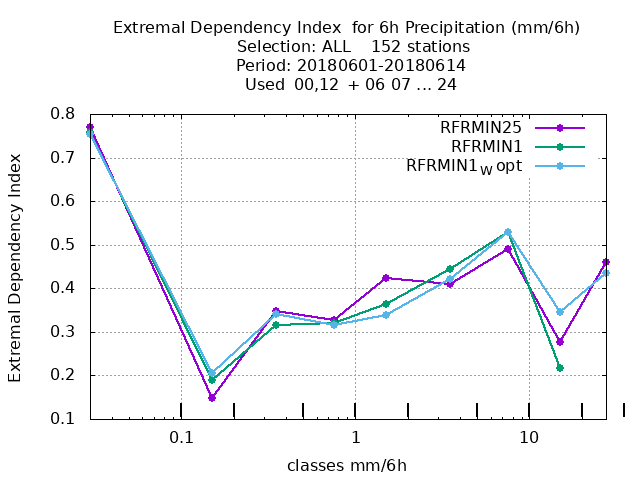 Extremal Dependency Index  for 6h Precipitation (mm/6h)
Selection: ALL    152 stations
Period: 20180601-20180614
Used  00,12  + 06 07 ... 24
RFRMIN25
RFRMIN1
RFRMIN1W opt
Extremal Dependency Index
0.8
0.7
0.6
0.5
0.4
0.3
0.2
0.1
0.1 1 10
classes mm/6h